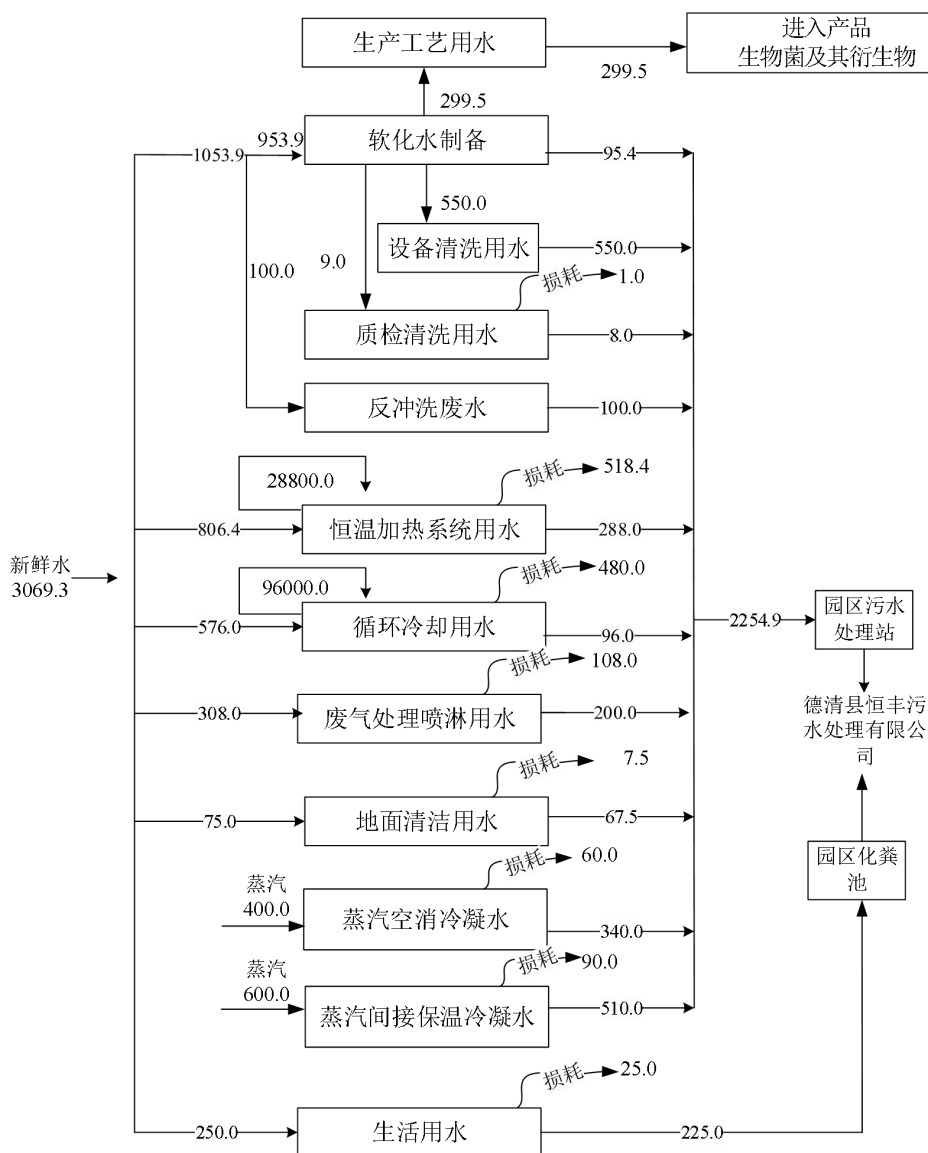 生产工艺用水
进入产品
生物菌及其衍生物
299.5
299.5
953.9
1053.9
软化水制备
95.4
550.0
设备清洗用水
550.0
100.0
9.0
损耗
1.0
质检清洗用水
8.0
反冲洗废水
100.0
28800.0
损耗
518.4
806.4
恒温加热系统用水
288.0
新鲜水
3069.3
96000.0
损耗
480.0
576.0
循环冷却用水
96.0
2254.9
园区污水
处理站
损耗
108.0
308.0
废气处理喷淋用水
200.0
德清县恒丰污
水处理有限公
司
损耗
7.5
75.0
地面清洁用水
67.5
损耗
60.0
园区化粪
池
蒸汽
400.0
蒸汽空消冷凝水
340.0
损耗
90.0
蒸汽
600.0
蒸汽间接保温冷凝水
510.0
损耗
25.0
250.0
生活用水
225.0